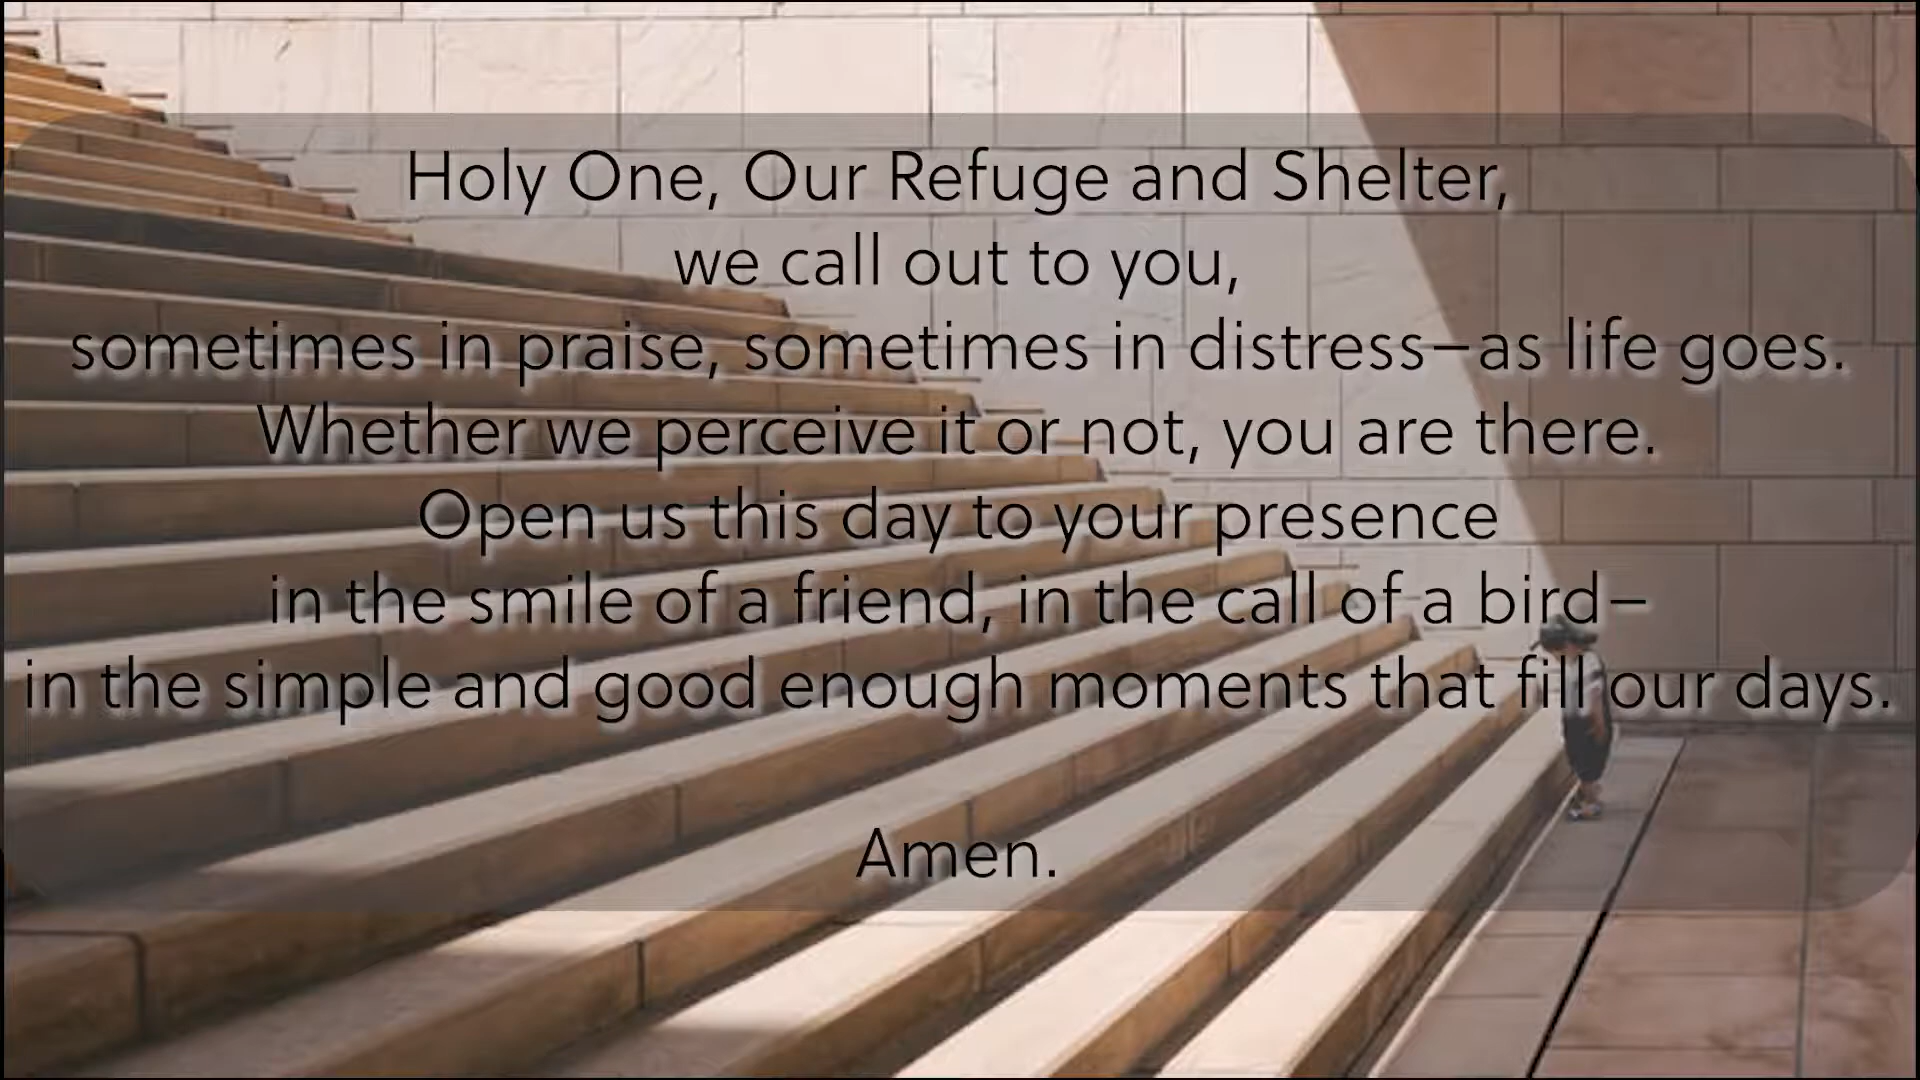 Holy One, Our Refuge and Shelter,
we call out to you,
sometimes in praise, sometimes in distress—as life goes.
Whether we perceive it or not, you are there.
Open us this day to your presence
in the smile of a friend, in the call of a bird—
in the simple and good enough moments that fill our days.
Amen.